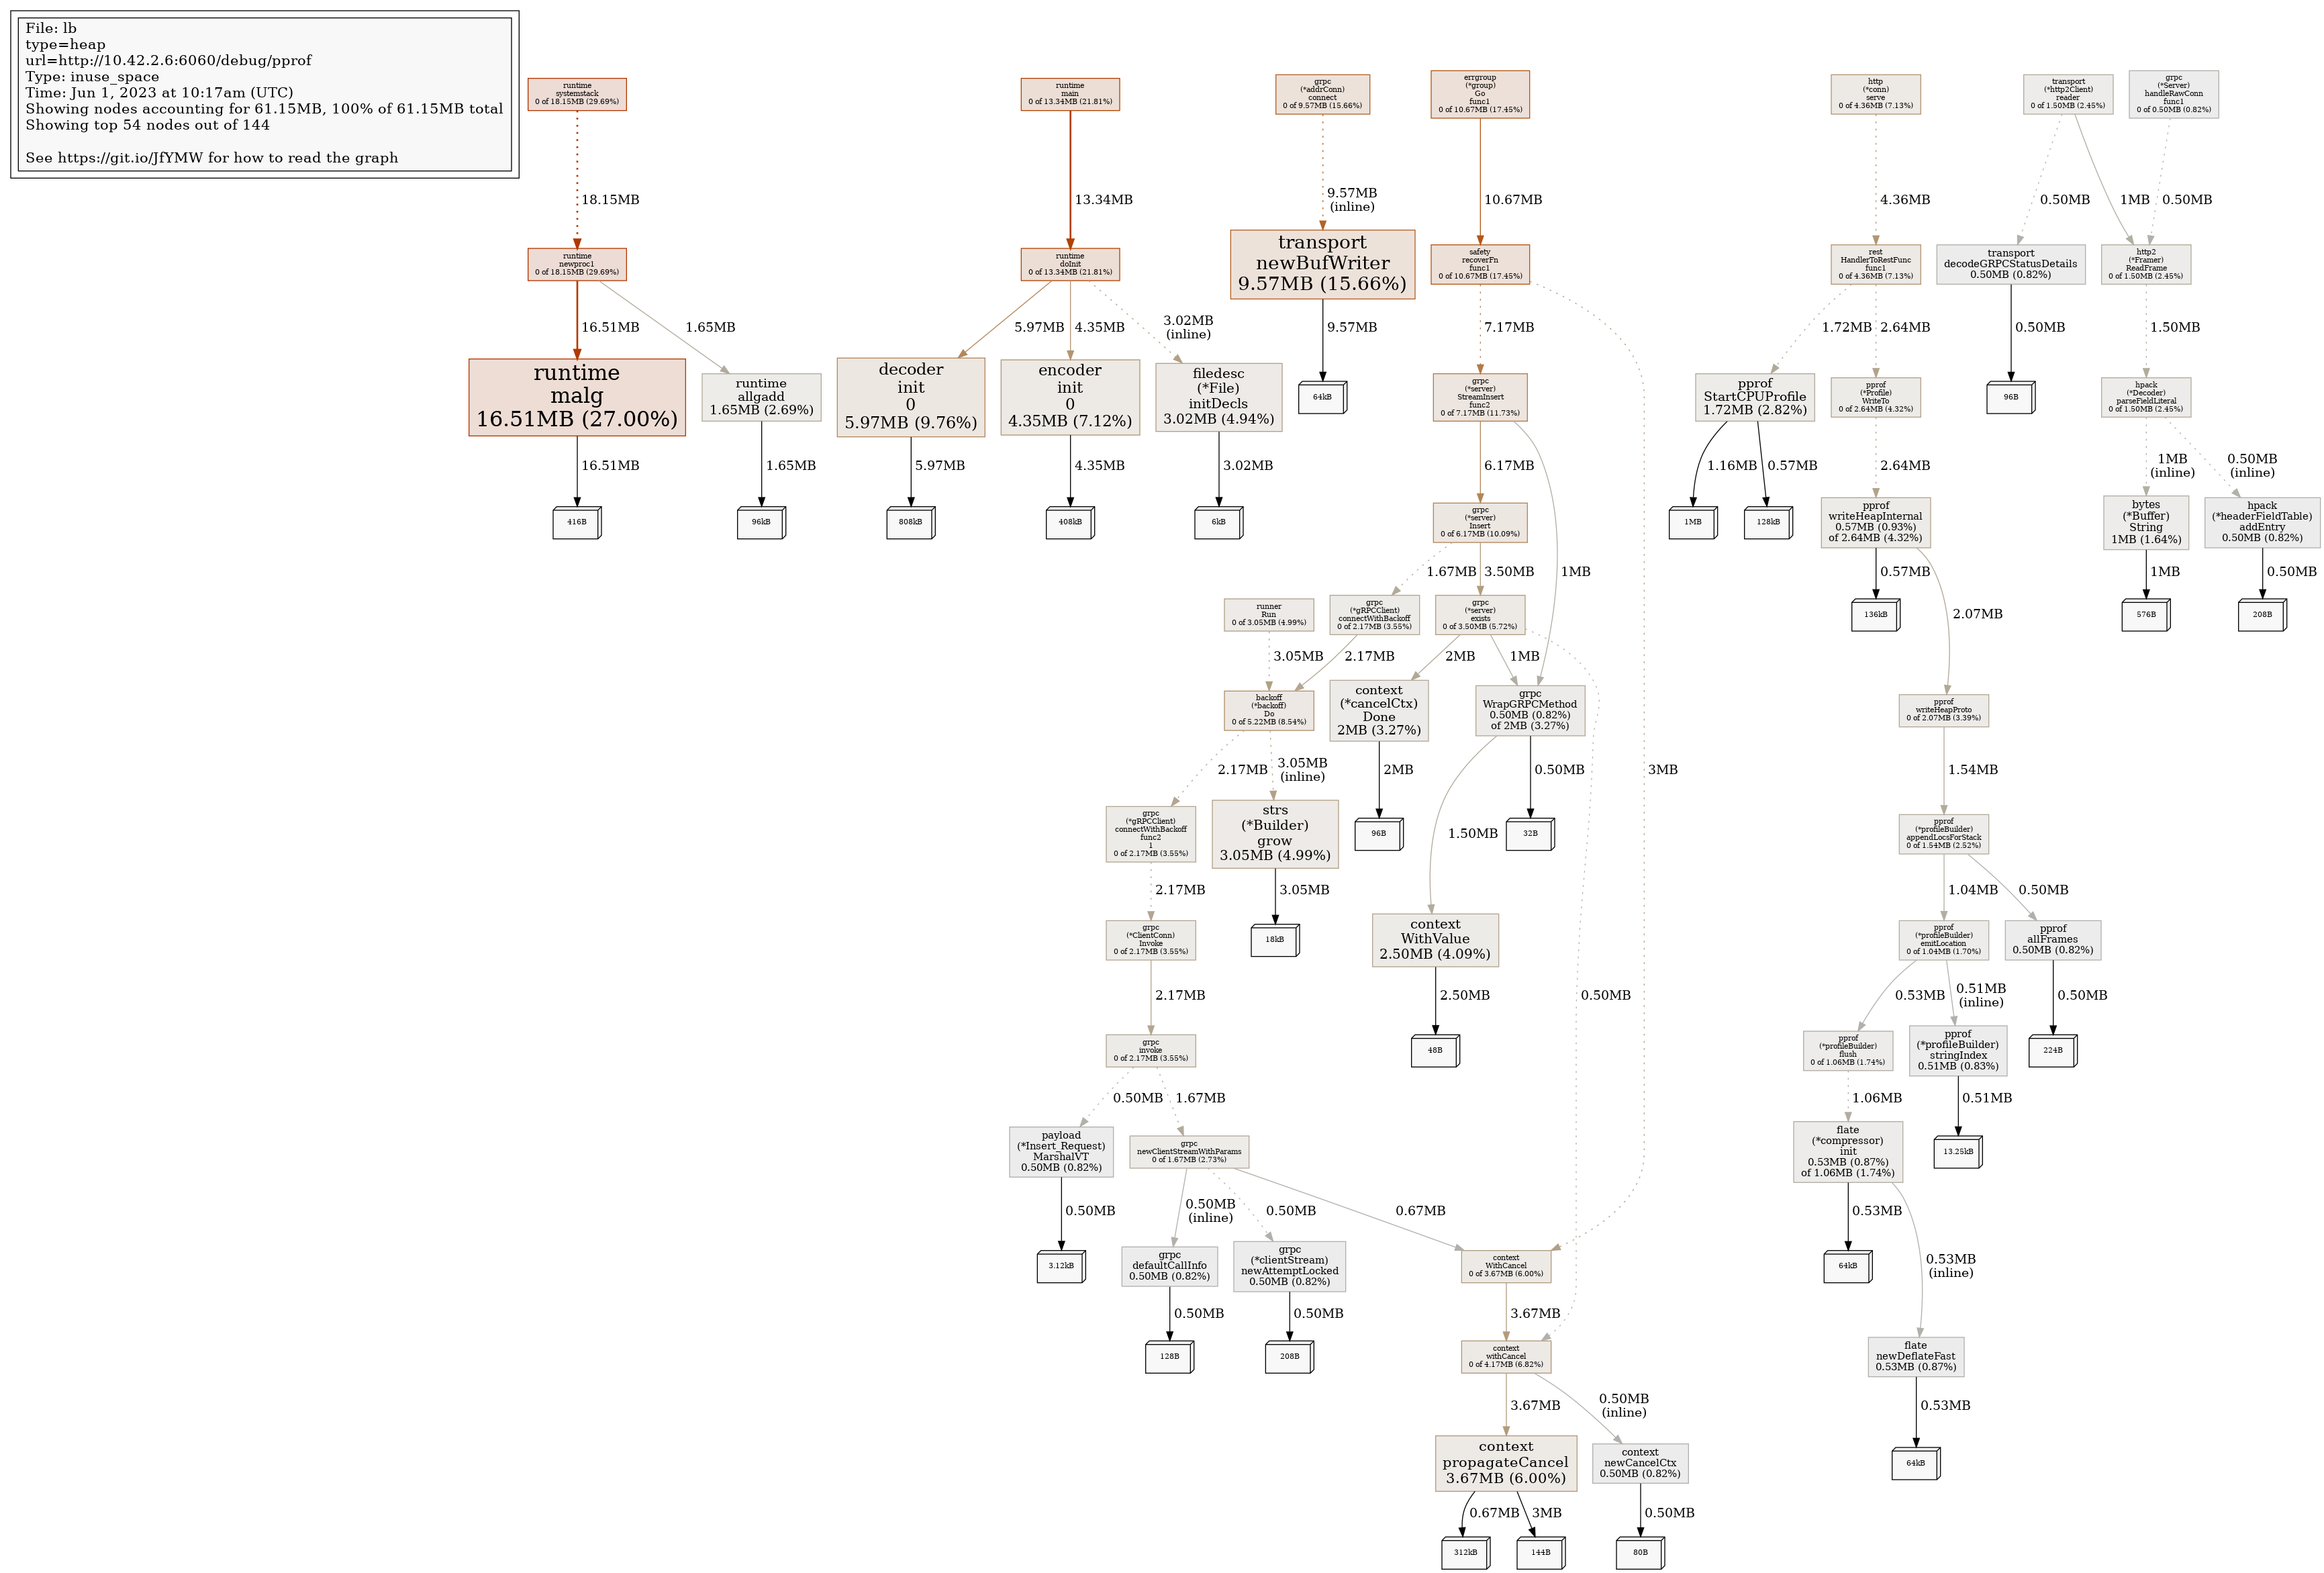 File: lb
type=heap
url=http://10.42.2.6:6060/debug/pprof
Type: inuse_space
Time: Jun 1, 2023 at 10:17am (UTC)
Showing nodes accounting for 61.15MB, 100% of 61.15MB total
Showing top 54 nodes out of 144
See https://git.io/JfYMW for how to read the graph
runtime
systemstack
0 of 18.15MB (29.69%)
18.15MB
runtime
newproc1
0 of 18.15MB (29.69%)
16.51MB
1.65MB
runtime
malg
16.51MB (27.00%)
16.51MB
416B
runtime
allgadd
1.65MB (2.69%)
1.65MB
96kB
runtime
main
0 of 13.34MB (21.81%)
13.34MB
runtime
doInit
0 of 13.34MB (21.81%)
5.97MB
4.35MB
3.02MB
(inline)
decoder
init
0
5.97MB (9.76%)
5.97MB
808kB
encoder
init
0
4.35MB (7.12%)
4.35MB
408kB
filedesc
(*File)
initDecls
3.02MB (4.94%)
3.02MB
6kB
grpc
(*addrConn)
connect
0 of 9.57MB (15.66%)
9.57MB
(inline)
transport
newBufWriter
9.57MB (15.66%)
9.57MB
64kB
errgroup
(*group)
Go
func1
0 of 10.67MB (17.45%)
10.67MB
safety
recoverFn
func1
0 of 10.67MB (17.45%)
7.17MB
3MB
grpc
(*server)
StreamInsert
func2
0 of 7.17MB (11.73%)
6.17MB
1MB
grpc
(*server)
Insert
0 of 6.17MB (10.09%)
1.67MB
3.50MB
runner
Run
0 of 3.05MB (4.99%)
3.05MB
grpc
(*gRPCClient)
connectWithBackoff
0 of 2.17MB (3.55%)
2.17MB
grpc
(*server)
exists
0 of 3.50MB (5.72%)
2MB
1MB
0.50MB
backoff
(*backoff)
Do
0 of 5.22MB (8.54%)
2.17MB
3.05MB
(inline)
context
(*cancelCtx)
Done
2MB (3.27%)
2MB
96B
grpc
WrapGRPCMethod
0.50MB (0.82%)
of 2MB (3.27%)
1.50MB
0.50MB
32B
grpc
(*gRPCClient)
connectWithBackoff
func2
1
0 of 2.17MB (3.55%)
2.17MB
strs
(*Builder)
grow
3.05MB (4.99%)
3.05MB
18kB
grpc
(*ClientConn)
Invoke
0 of 2.17MB (3.55%)
2.17MB
context
WithValue
2.50MB (4.09%)
2.50MB
48B
grpc
invoke
0 of 2.17MB (3.55%)
0.50MB
1.67MB
payload
(*Insert_Request)
MarshalVT
0.50MB (0.82%)
0.50MB
3.12kB
grpc
newClientStreamWithParams
0 of 1.67MB (2.73%)
0.50MB
(inline)
0.50MB
0.67MB
grpc
defaultCallInfo
0.50MB (0.82%)
0.50MB
128B
grpc
(*clientStream)
newAttemptLocked
0.50MB (0.82%)
0.50MB
208B
context
WithCancel
0 of 3.67MB (6.00%)
3.67MB
context
withCancel
0 of 4.17MB (6.82%)
3.67MB
0.50MB
(inline)
context
propagateCancel
3.67MB (6.00%)
0.67MB
3MB
312kB
144B
context
newCancelCtx
0.50MB (0.82%)
0.50MB
80B
http
(*conn)
serve
0 of 4.36MB (7.13%)
4.36MB
rest
HandlerToRestFunc
func1
0 of 4.36MB (7.13%)
1.72MB
2.64MB
pprof
StartCPUProfile
1.72MB (2.82%)
1.16MB
0.57MB
1MB
128kB
pprof
(*Profile)
WriteTo
0 of 2.64MB (4.32%)
2.64MB
pprof
writeHeapInternal
0.57MB (0.93%)
of 2.64MB (4.32%)
0.57MB
136kB
2.07MB
pprof
writeHeapProto
0 of 2.07MB (3.39%)
1.54MB
pprof
(*profileBuilder)
appendLocsForStack
0 of 1.54MB (2.52%)
1.04MB
0.50MB
pprof
(*profileBuilder)
emitLocation
0 of 1.04MB (1.70%)
0.53MB
0.51MB
(inline)
pprof
allFrames
0.50MB (0.82%)
0.50MB
224B
pprof
(*profileBuilder)
flush
0 of 1.06MB (1.74%)
1.06MB
pprof
(*profileBuilder)
stringIndex
0.51MB (0.83%)
0.51MB
13.25kB
flate
(*compressor)
init
0.53MB (0.87%)
of 1.06MB (1.74%)
0.53MB
64kB
0.53MB
(inline)
flate
newDeflateFast
0.53MB (0.87%)
0.53MB
64kB
transport
(*http2Client)
reader
0 of 1.50MB (2.45%)
0.50MB
1MB
grpc
(*Server)
handleRawConn
func1
0 of 0.50MB (0.82%)
0.50MB
transport
decodeGRPCStatusDetails
0.50MB (0.82%)
0.50MB
96B
http2
(*Framer)
ReadFrame
0 of 1.50MB (2.45%)
1.50MB
hpack
(*Decoder)
parseFieldLiteral
0 of 1.50MB (2.45%)
1MB
(inline)
0.50MB
(inline)
bytes
(*Buffer)
String
1MB (1.64%)
1MB
576B
hpack
(*headerFieldTable)
addEntry
0.50MB (0.82%)
0.50MB
208B